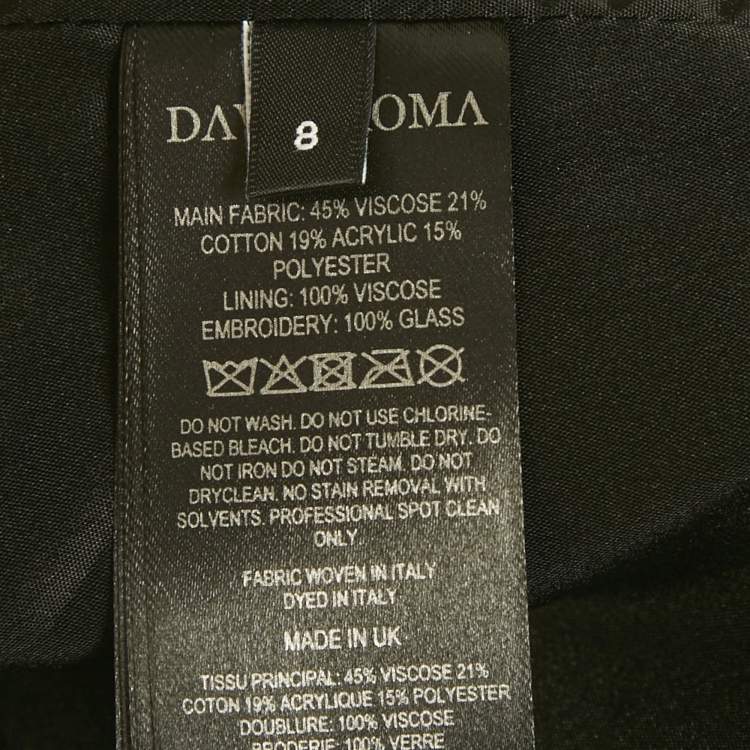 8
MAIN FABRIC: 45% VISCOSE 21%
COTTON 19% ACRYLIC 15%
POLYESTER
LINING: 100% VISCOSE
EMBROIDERY: 100% GLASS
DO NOT WASH. DO NOT USE CHLORINE-
BASED BLEACH. DO NOT TUMBLE DRY. DO
NOT IRON DO NOT STEAM. DO NOT
DRYCLEAN. NO STAIN REMOVAL WITH
SOLVENTS. PROFESSIONAL SPOT CLEAN
ONLY
FABRIC WOVEN IN ITALY
DYED IN ITALY
MADE IN UK
TISSU PRINCIPAL: 45% VISCOSE 21%
COTON 19% ACRYLIQUE 15% POLYESTER
DOUBLURE: 100% VISCOSE
BRODERIE: 100% VERRE